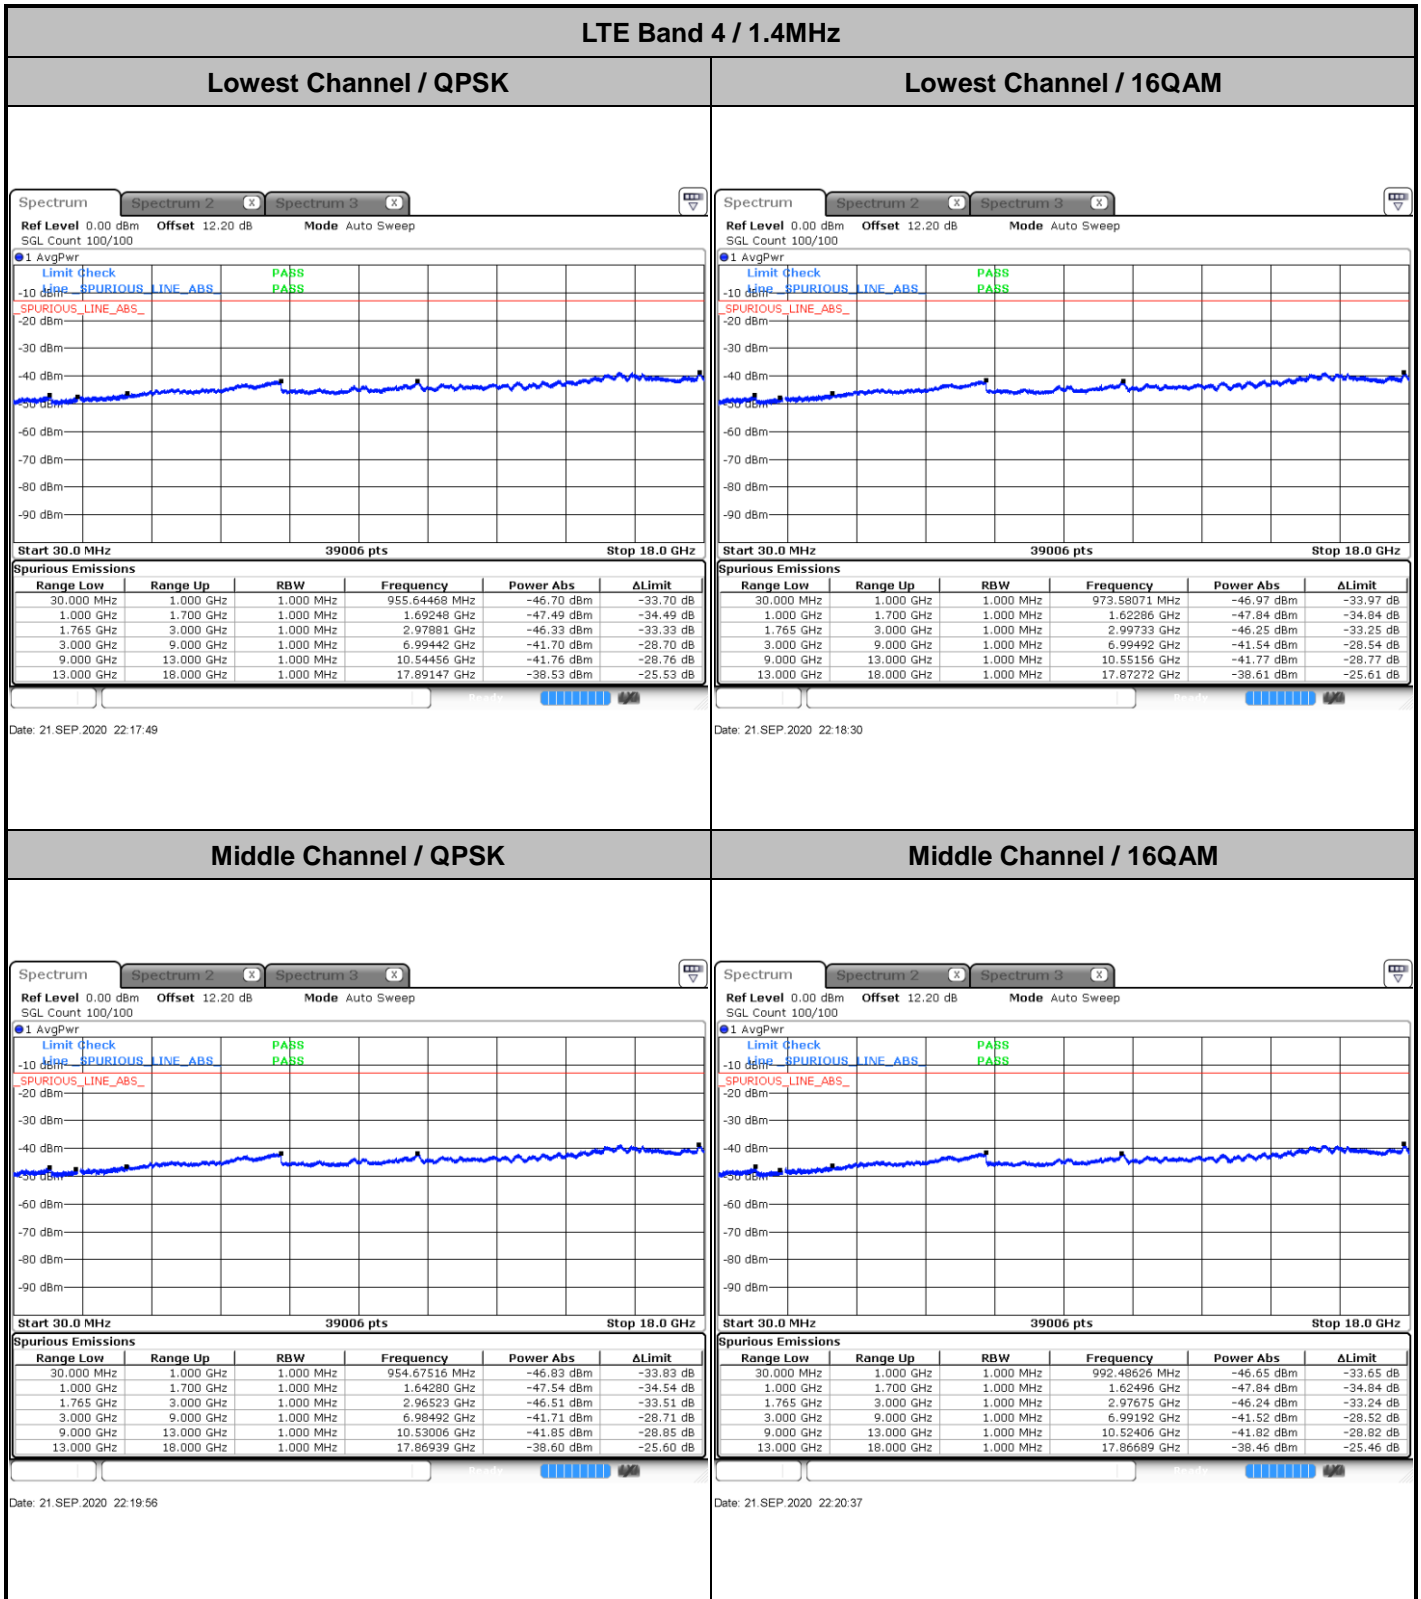 LTE Band 4 / 1.4MHz
Lowest Channel / QPSK
Lowest Channel / 16QAM
Spectrum Spectrum 2 X Spectrum 3 X
Ref Level 0.00 dBm Offset 12.20 dB Mode Auto Sweep
SGL Count 100/100
1 AvgPwr
Limit Check PASS
Line _SPURIOUS_LINE_ABS_ PASS
-10 dBm
_SPURIOUS_LINE_ABS_
-20 dBm
-30 dBm
-40 dBm
-50 dBm
-60 dBm
-70 dBm
-80 dBm
-90 dBm
Start 30.0 MHz 39006 pts Stop 18.0 GHz
Spurious Emissions
Range Low Range Up RBW Frequency Power Abs ΔLimit
30.000 MHz 1.000 GHz 1.000 MHz 955.64468 MHz -46.70 dBm -33.70 dB
1.000 GHz 1.700 GHz 1.000 MHz 1.69248 GHz -47.49 dBm -34.49 dB
1.765 GHz 3.000 GHz 1.000 MHz 2.97881 GHz -46.33 dBm -33.33 dB
3.000 GHz 9.000 GHz 1.000 MHz 6.99442 GHz -41.70 dBm -28.70 dB
9.000 GHz 13.000 GHz 1.000 MHz 10.54456 GHz -41.76 dBm -28.76 dB
13.000 GHz 18.000 GHz 1.000 MHz 17.89147 GHz -38.53 dBm -25.53 dB
Date: 21.SEP.2020 22:17:49
Spectrum Spectrum 2 X Spectrum 3 X
Ref Level 0.00 dBm Offset 12.20 dB Mode Auto Sweep
SGL Count 100/100
1 AvgPwr
Limit Check PASS
Line _SPURIOUS_LINE_ABS_ PASS
-10 dBm
_SPURIOUS_LINE_ABS_
-20 dBm
-30 dBm
-40 dBm
-50 dBm
-60 dBm
-70 dBm
-80 dBm
-90 dBm
Start 30.0 MHz 39006 pts Stop 18.0 GHz
Spurious Emissions
Range Low Range Up RBW Frequency Power Abs ΔLimit
30.000 MHz 1.000 GHz 1.000 MHz 973.58071 MHz -46.97 dBm -33.97 dB
1.000 GHz 1.700 GHz 1.000 MHz 1.62286 GHz -47.84 dBm -34.84 dB
1.765 GHz 3.000 GHz 1.000 MHz 2.99733 GHz -46.25 dBm -33.25 dB
3.000 GHz 9.000 GHz 1.000 MHz 6.99492 GHz -41.54 dBm -28.54 dB
9.000 GHz 13.000 GHz 1.000 MHz 10.55156 GHz -41.77 dBm -28.77 dB
13.000 GHz 18.000 GHz 1.000 MHz 17.87272 GHz -38.61 dBm -25.61 dB
Ready
Date: 21.SEP.2020 22:18:30
Middle Channel / QPSK
Middle Channel / 16QAM
Spectrum Spectrum 2 X Spectrum 3 X
Ref Level 0.00 dBm Offset 12.20 dB Mode Auto Sweep
SGL Count 100/100
1 AvgPwr
Limit Check PASS
Line _SPURIOUS_LINE_ABS_ PASS
-10 dBm
_SPURIOUS_LINE_ABS_
-20 dBm
-30 dBm
-40 dBm
-50 dBm
-60 dBm
-70 dBm
-80 dBm
-90 dBm
Start 30.0 MHz 39006 pts Stop 18.0 GHz
Spurious Emissions
Range Low Range Up RBW Frequency Power Abs ΔLimit
30.000 MHz 1.000 GHz 1.000 MHz 954.67516 MHz -46.83 dBm -33.83 dB
1.000 GHz 1.700 GHz 1.000 MHz 1.64280 GHz -47.54 dBm -34.54 dB
1.765 GHz 3.000 GHz 1.000 MHz 2.96523 GHz -46.51 dBm -33.51 dB
3.000 GHz 9.000 GHz 1.000 MHz 6.98492 GHz -41.71 dBm -28.71 dB
9.000 GHz 13.000 GHz 1.000 MHz 10.53006 GHz -41.85 dBm -28.85 dB
13.000 GHz 18.000 GHz 1.000 MHz 17.86939 GHz -38.60 dBm -25.60 dB
Ready
Date: 21.SEP.2020 22:19:56
Spectrum Spectrum 2 X Spectrum 3 X
Ref Level 0.00 dBm Offset 12.20 dB Mode Auto Sweep
SGL Count 100/100
1 AvgPwr
Limit Check PASS
Line _SPURIOUS_LINE_ABS_ PASS
-10 dBm
_SPURIOUS_LINE_ABS_
-20 dBm
-30 dBm
-40 dBm
-50 dBm
-60 dBm
-70 dBm
-80 dBm
-90 dBm
Start 30.0 MHz 39006 pts Stop 18.0 GHz
Spurious Emissions
Range Low Range Up RBW Frequency Power Abs ΔLimit
30.000 MHz 1.000 GHz 1.000 MHz 992.48626 MHz -46.65 dBm -33.65 dB
1.000 GHz 1.700 GHz 1.000 MHz 1.62496 GHz -47.84 dBm -34.84 dB
1.765 GHz 3.000 GHz 1.000 MHz 2.97675 GHz -46.24 dBm -33.24 dB
3.000 GHz 9.000 GHz 1.000 MHz 6.99192 GHz -41.52 dBm -28.52 dB
9.000 GHz 13.000 GHz 1.000 MHz 10.52406 GHz -41.82 dBm -28.82 dB
13.000 GHz 18.000 GHz 1.000 MHz 17.86689 GHz -38.46 dBm -25.46 dB
Date: 21.SEP.2020 22:20:37